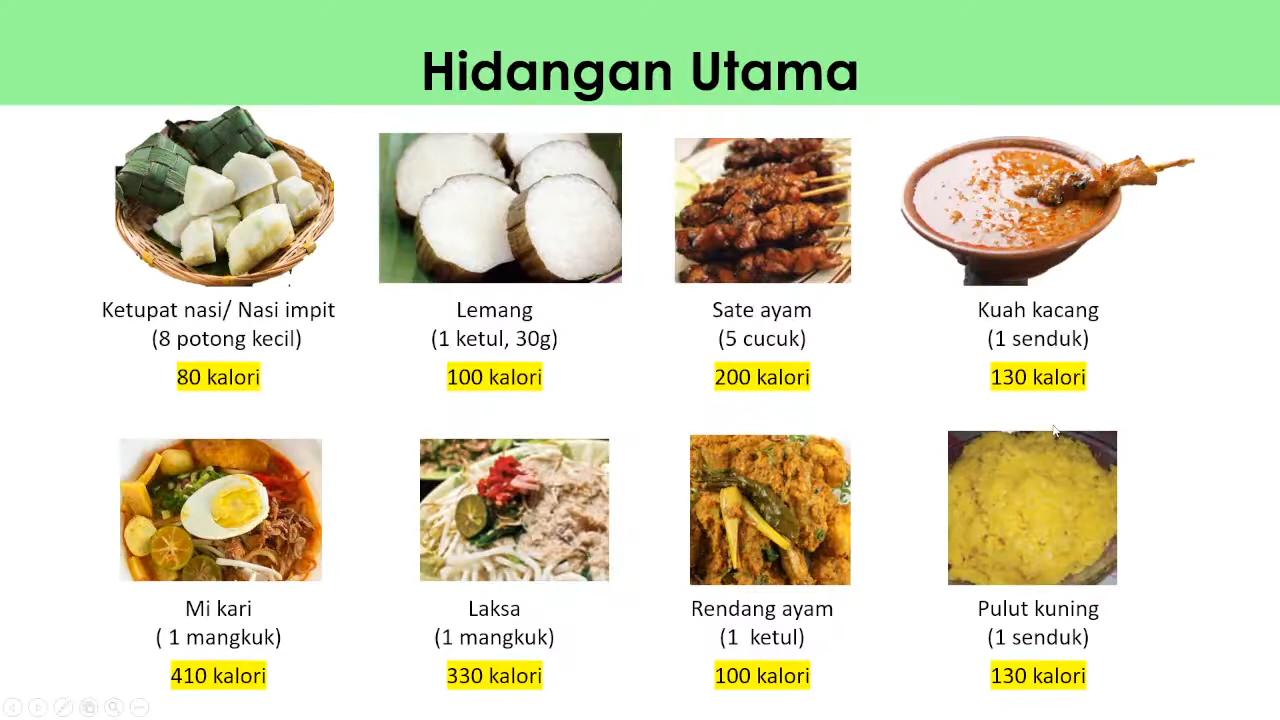 Hidangan Utama
Ketupat nasi/ Nasi impit
(8 potong kecil)
80 kalori
Lemang
(1 ketul, 30g)
100 kalori
Sate ayam
(5 cucuk)
200 kalori
Kuah kacang
(1 senduk)
130 kalori
Mi kari
( 1 mangkuk)
410 kalori
Laksa
(1 mangkuk)
330 kalori
Rendang ayam
(1  ketul)
100 kalori
Pulut kuning
(1 senduk)
130 kalori